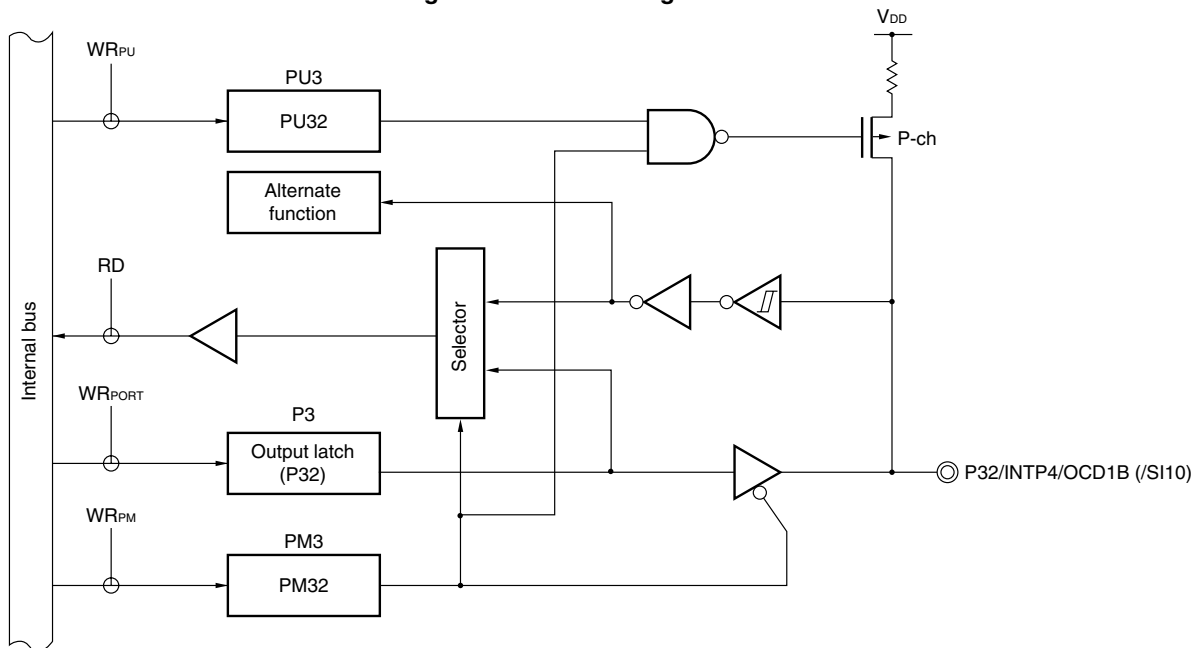 VDD
WRPU
PU3
PU32
P-ch
Alternate
function
RD
Selector
Internal bus
WRPORT
P3
Output latch
(P32)
P32/INTP4/OCD1B (/SI10)
WRPM
PM3
PM32